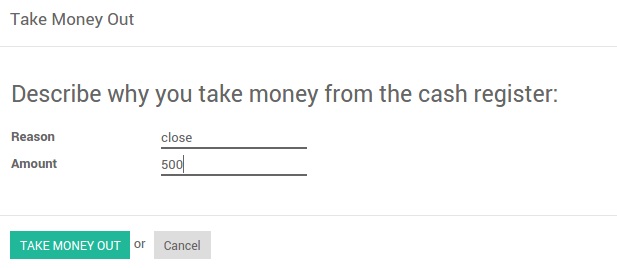 Take Money Out
Describe why you take money from the cash register:
Reason close
Amount 500
TAKE MONEY OUT or Cancel